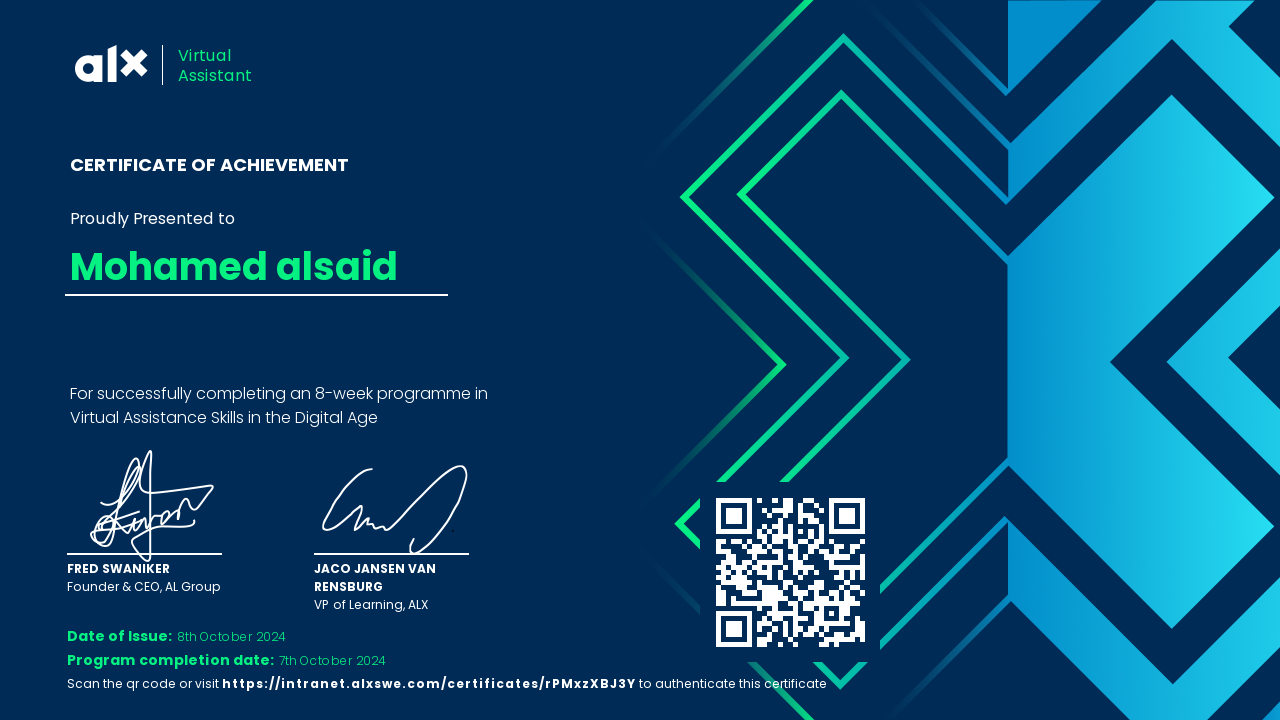 alx
Virtual
Assistant
CERTIFICATE OF ACHIEVEMENT
Proudly Presented to
Mohamed alsaid
For successfully completing an 8-week programme in
Virtual Assistance Skills in the Digital Age
FRED SWANIKER
Founder & CEO, AL Group
JACO JANSEN VAN
RENSBURG
VP of Learning, ALX
Date of Issue: 8th October 2024
Program completion date: 7th October 2024
Scan the qr code or visit https://intranet.alxswe.com/certificates/rPMxzXBJ3Y to authenticate this certificate